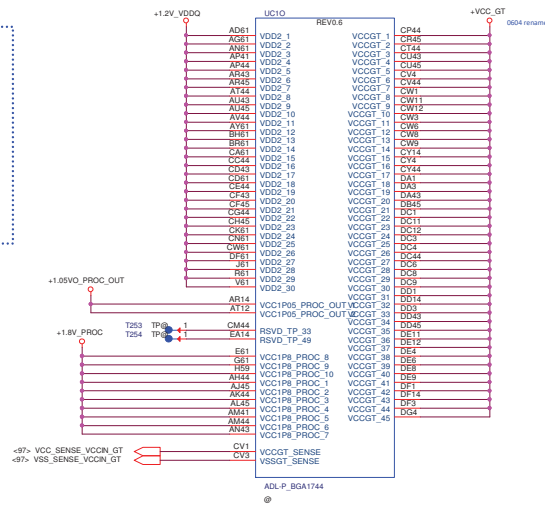 +1.2V_VDDQ UC1O +VCC_GT
REV0.6 0604 rename
AD61 VDD2_1 VCCGT_1 CP44
AG61 VDD2_2 VCCGT_2 CR45
AN61 VDD2_3 VCCGT_3 CT44
AP41 VDD2_4 VCCGT_4 CU43
AP44 VDD2_5 VCCGT_5 CU45
AR43 VDD2_6 VCCGT_6 CV4
AR45 VDD2_7 VCCGT_7 CV44
AT44 VDD2_8 VCCGT_8 CW1
AU43 VDD2_9 VCCGT_9 CW11
AU45 VDD2_10 VCCGT_10 CW12
AV44 VDD2_11 VCCGT_11 CW3
AY61 VDD2_12 VCCGT_12 CW6
BH61 VDD2_13 VCCGT_13 CW8
BR61 VDD2_14 VCCGT_14 CW9
CA61 VDD2_15 VCCGT_15 CY14
CC44 VDD2_16 VCCGT_16 CY4
CD43 VDD2_17 VCCGT_17 CY44
CD61 VDD2_18 VCCGT_18 DA1
CE44 VDD2_19 VCCGT_19 DA3
CF43 VDD2_20 VCCGT_20 DA43
CF45 VDD2_21 VCCGT_21 DB45
CG44 VDD2_22 VCCGT_22 DC1
CH45 VDD2_23 VCCGT_23 DC11
CK61 VDD2_24 VCCGT_24 DC12
CN61 VDD2_25 VCCGT_25 DC3
CW61 VDD2_26 VCCGT_26 DC4
DF61 VDD2_27 VCCGT_27 DC44
J61 VDD2_28 VCCGT_28 DC6
R61 VDD2_29 VCCGT_29 DC8
V61 VDD2_30 VCCGT_30 DC9
+1.05VO_PROC_OUT
VCCGT_31 DD1
AR14 VCC1P05_PROC_OUT_1 VCCGT_32 DD14
AT12 VCC1P05_PROC_OUT_2 VCCGT_33 DD3
VCCGT_34 DD43
T253 TP@ 1 CM44 RSVD_TP_33 VCCGT_35 DD45
+1.8V_PROC T254 TP@ 1 EA14 RSVD_TP_49 VCCGT_36 DE11
VCCGT_37 DE12
E61 VCC1P8_PROC_8 VCCGT_38 DE4
G61 VCC1P8_PROC_9 VCCGT_39 DE6
H59 VCC1P8_PROC_10 VCCGT_40 DE8
AH44 VCC1P8_PROC_1 VCCGT_41 DE9
AJ45 VCC1P8_PROC_2 VCCGT_42 DF1
AK44 VCC1P8_PROC_3 VCCGT_43 DF14
AL45 VCC1P8_PROC_4 VCCGT_44 DF3
AM41 VCC1P8_PROC_5 VCCGT_45 DG4
AM44 VCC1P8_PROC_6
AN43 VCC1P8_PROC_7
<97> VCC_SENSE_VCCIN_GT CV1 VCCGT_SENSE
<97> VSS_SENSE_VCCIN_GT CV3 VSSGT_SENSE
ADL-P_BGA1744
@